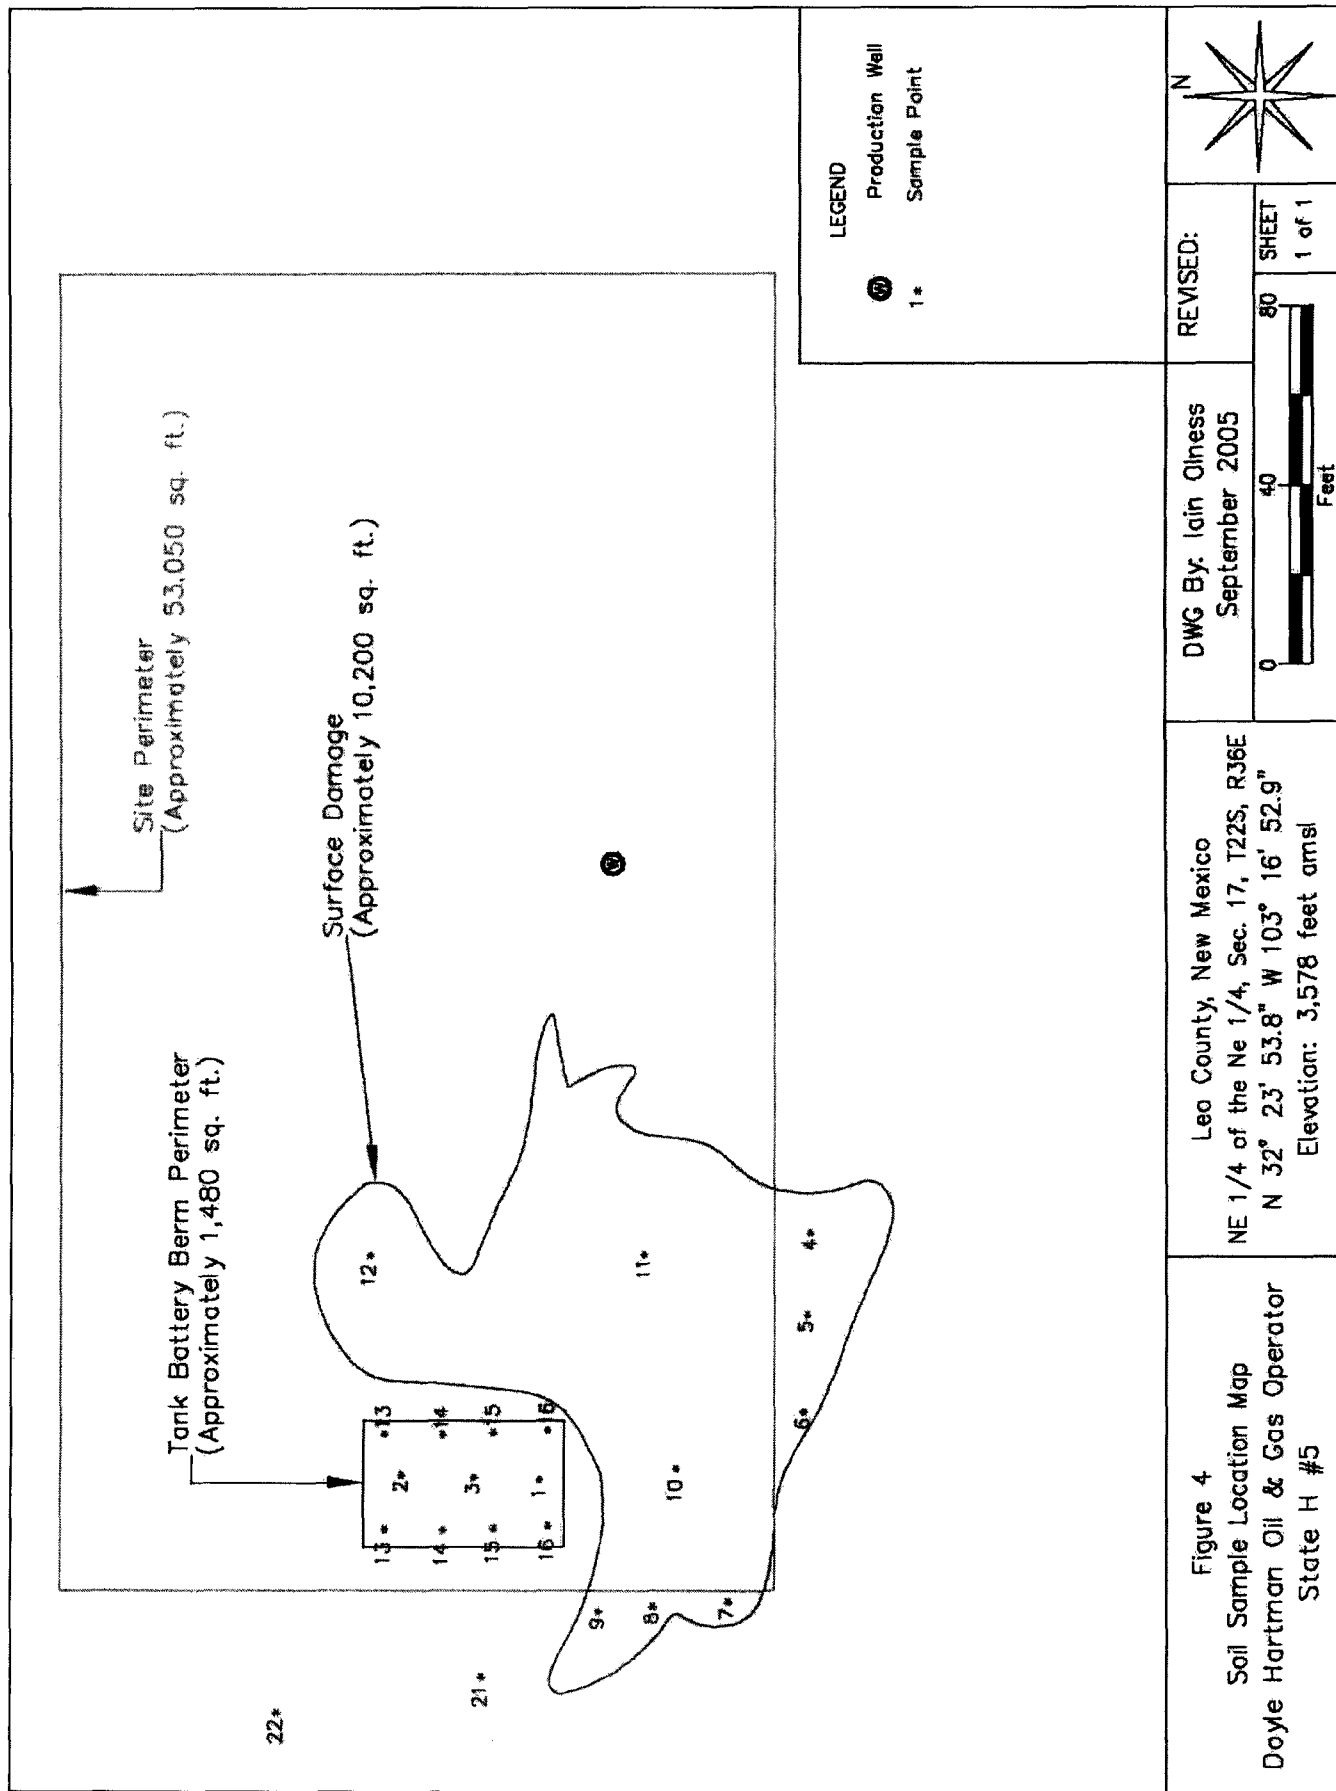 Site Perimeter
(Approximately 53,050 sq. ft.)
Tank Battery Berm Perimeter
(Approximately 1,480 sq. ft.)
Surface Damage
(Approximately 10,200 sq. ft.)
22*
21*
13*
14*
15*
16*
2*
3*
1*
*13
*14
*15
*16
12*
9*
8*
7*
10*
11*
6*
5*
4*
W
LEGEND
W Production Well
1* Sample Point
Figure 4
Soil Sample Location Map
Doyle Hartman Oil & Gas Operator
State H #5
Lea County, New Mexico
NE 1/4 of the Ne 1/4, Sec. 17, T22S, R36E
N 32° 23' 53.8" W 103° 16' 52.9"
Elevation: 3,578 feet amsl
DWG By: Iain Olness
September 2005
REVISED:
0 40 80
Feet
SHEET
1 of 1
N